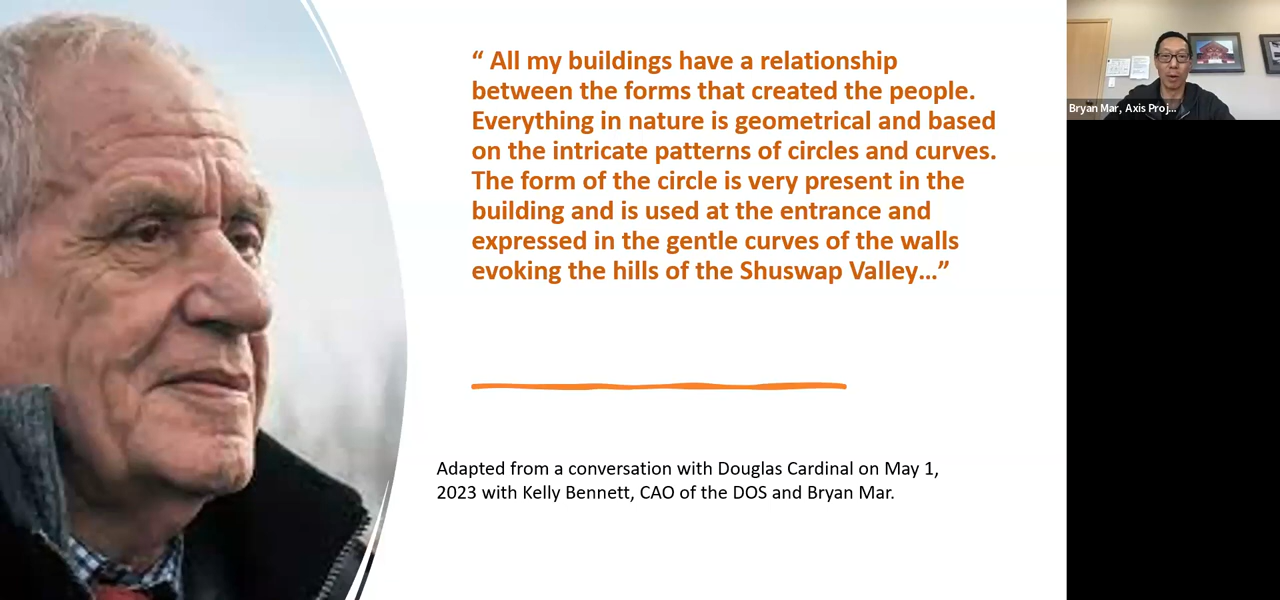 “ All my buildings have a relationship
between the forms that created the people.
Everything in nature is geometrical and based
on the intricate patterns of circles and curves.
The form of the circle is very present in the
building and is used at the entrance and
expressed in the gentle curves of the walls
evoking the hills of the Shuswap Valley…”
Adapted from a conversation with Douglas Cardinal on May 1,
2023 with Kelly Bennett, CAO of the DOS and Bryan Mar.
Bryan Mar, Axis Proj...